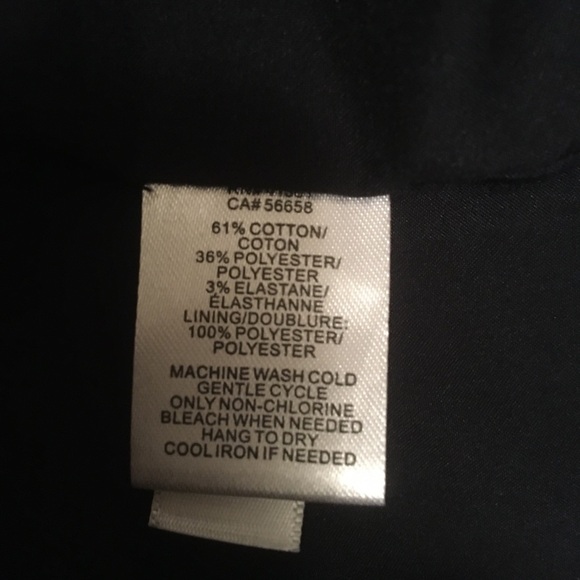 CA# 56658
61% COTTON/
COTON
36% POLYESTER/
POLYESTER
3% ELASTANE/
ÉLASTHANNE
LINING/DOUBLURE:
100% POLYESTER/
POLYESTER
MACHINE WASH COLD
GENTLE CYCLE
ONLY NON-CHLORINE
BLEACH WHEN NEEDED
HANG TO DRY
COOL IRON IF NEEDED